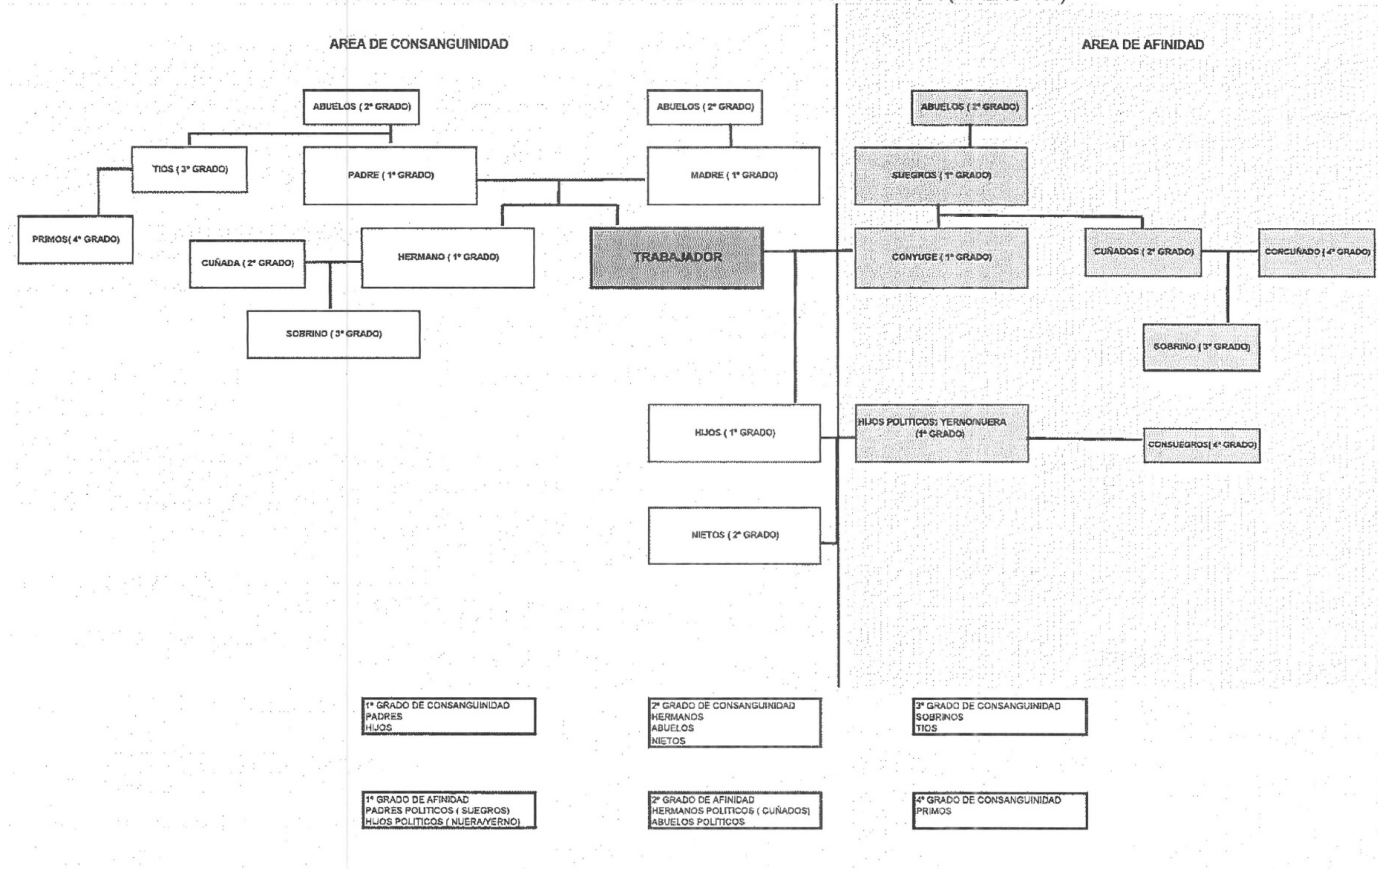 AREA DE CONSANGUINIDAD
AREA DE AFINIDAD
ABUELOS ( 2º GRADO)
ABUELOS ( 2º GRADO)
ABUELOS ( 2º GRADO)
TIOS ( 3º GRADO)
PADRE ( 1º GRADO)
MADRE ( 1º GRADO)
SUEGROS ( 1º GRADO)
PRIMOS( 4º GRADO)
CUÑADA ( 2º GRADO)
HERMANO ( 1º GRADO)
TRABAJADOR
CONYUGE ( 1º GRADO)
CUÑADOS ( 2º GRADO)
CONCUÑADO ( 4º GRADO)
SOBRINO ( 3º GRADO)
SOBRINO ( 3º GRADO)
HIJOS ( 1º GRADO)
HIJOS POLITICOS: YERNO/NUERA
(1º GRADO)
CONSUEGROS( 4º GRADO)
NIETOS ( 2º GRADO)
1º GRADO DE CONSANGUINIDAD
PADRES
HIJOS
2º GRADO DE CONSANGUINIDAD
HERMANOS
ABUELOS
NIETOS
3º GRADO DE CONSANGUINIDAD
SOBRINOS
TIOS
1º GRADO DE AFINIDAD
PADRES POLITICOS ( SUEGROS)
HIJOS POLITICOS ( NUERA/YERNO)
2º GRADO DE AFINIDAD
HERMANOS POLITICOS ( CUÑADOS)
ABUELOS POLITICOS
4º GRADO DE CONSANGUINIDAD
PRIMOS